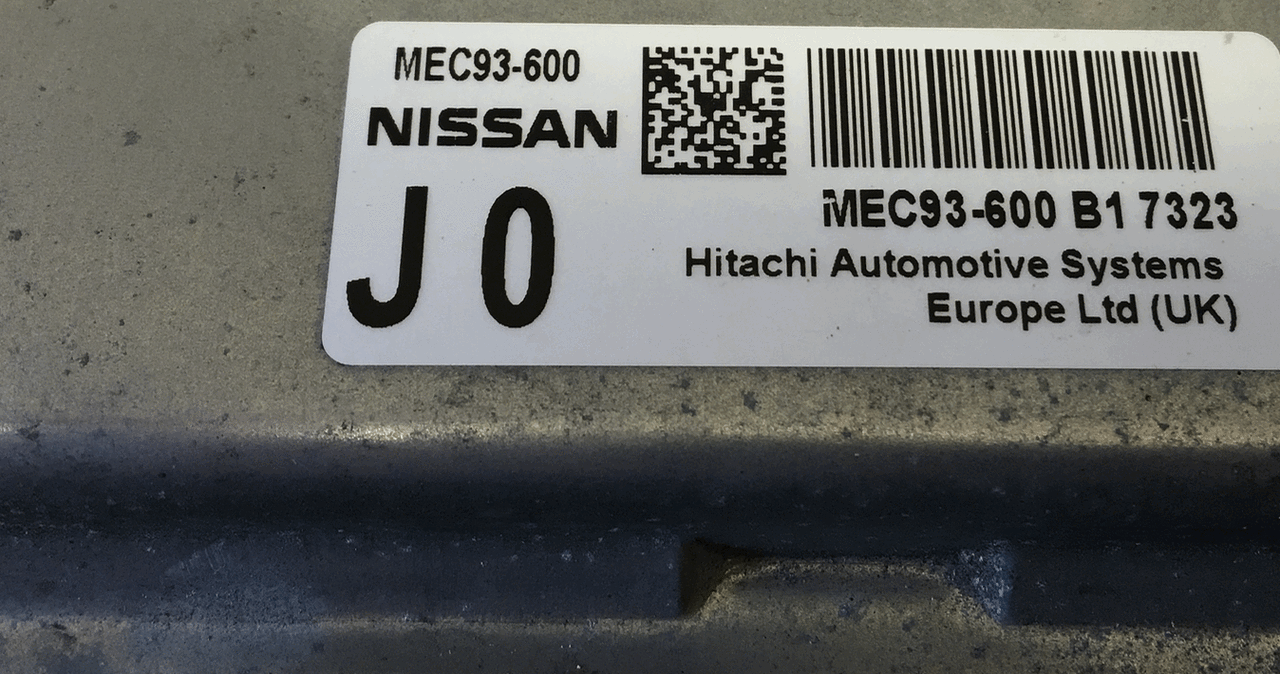 MEC93-600
NISSAN
J 0
MEC93-600 B1 7323
Hitachi Automotive Systems
Europe Ltd (UK)